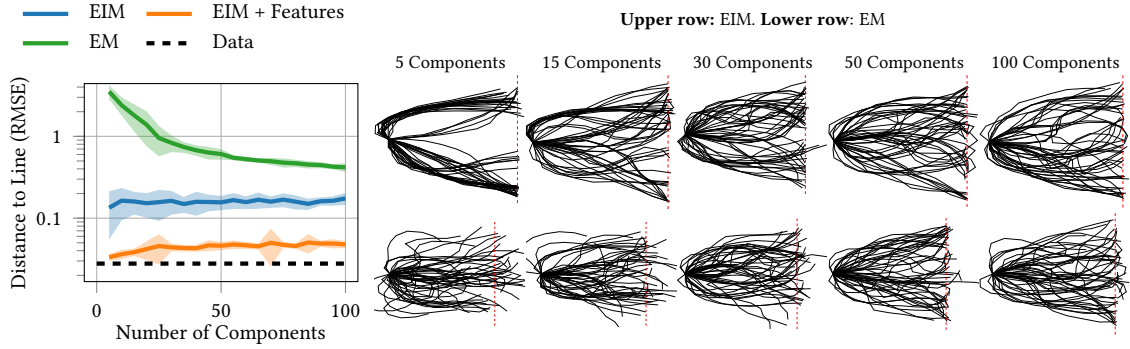 EIM
EIM + Features
EM
Data
Distance to Line (RMSE)
1
0.1
0
50
100
Number of Components
Upper row: EIM. Lower row: EM
5 Components
15 Components
30 Components
50 Components
100 Components